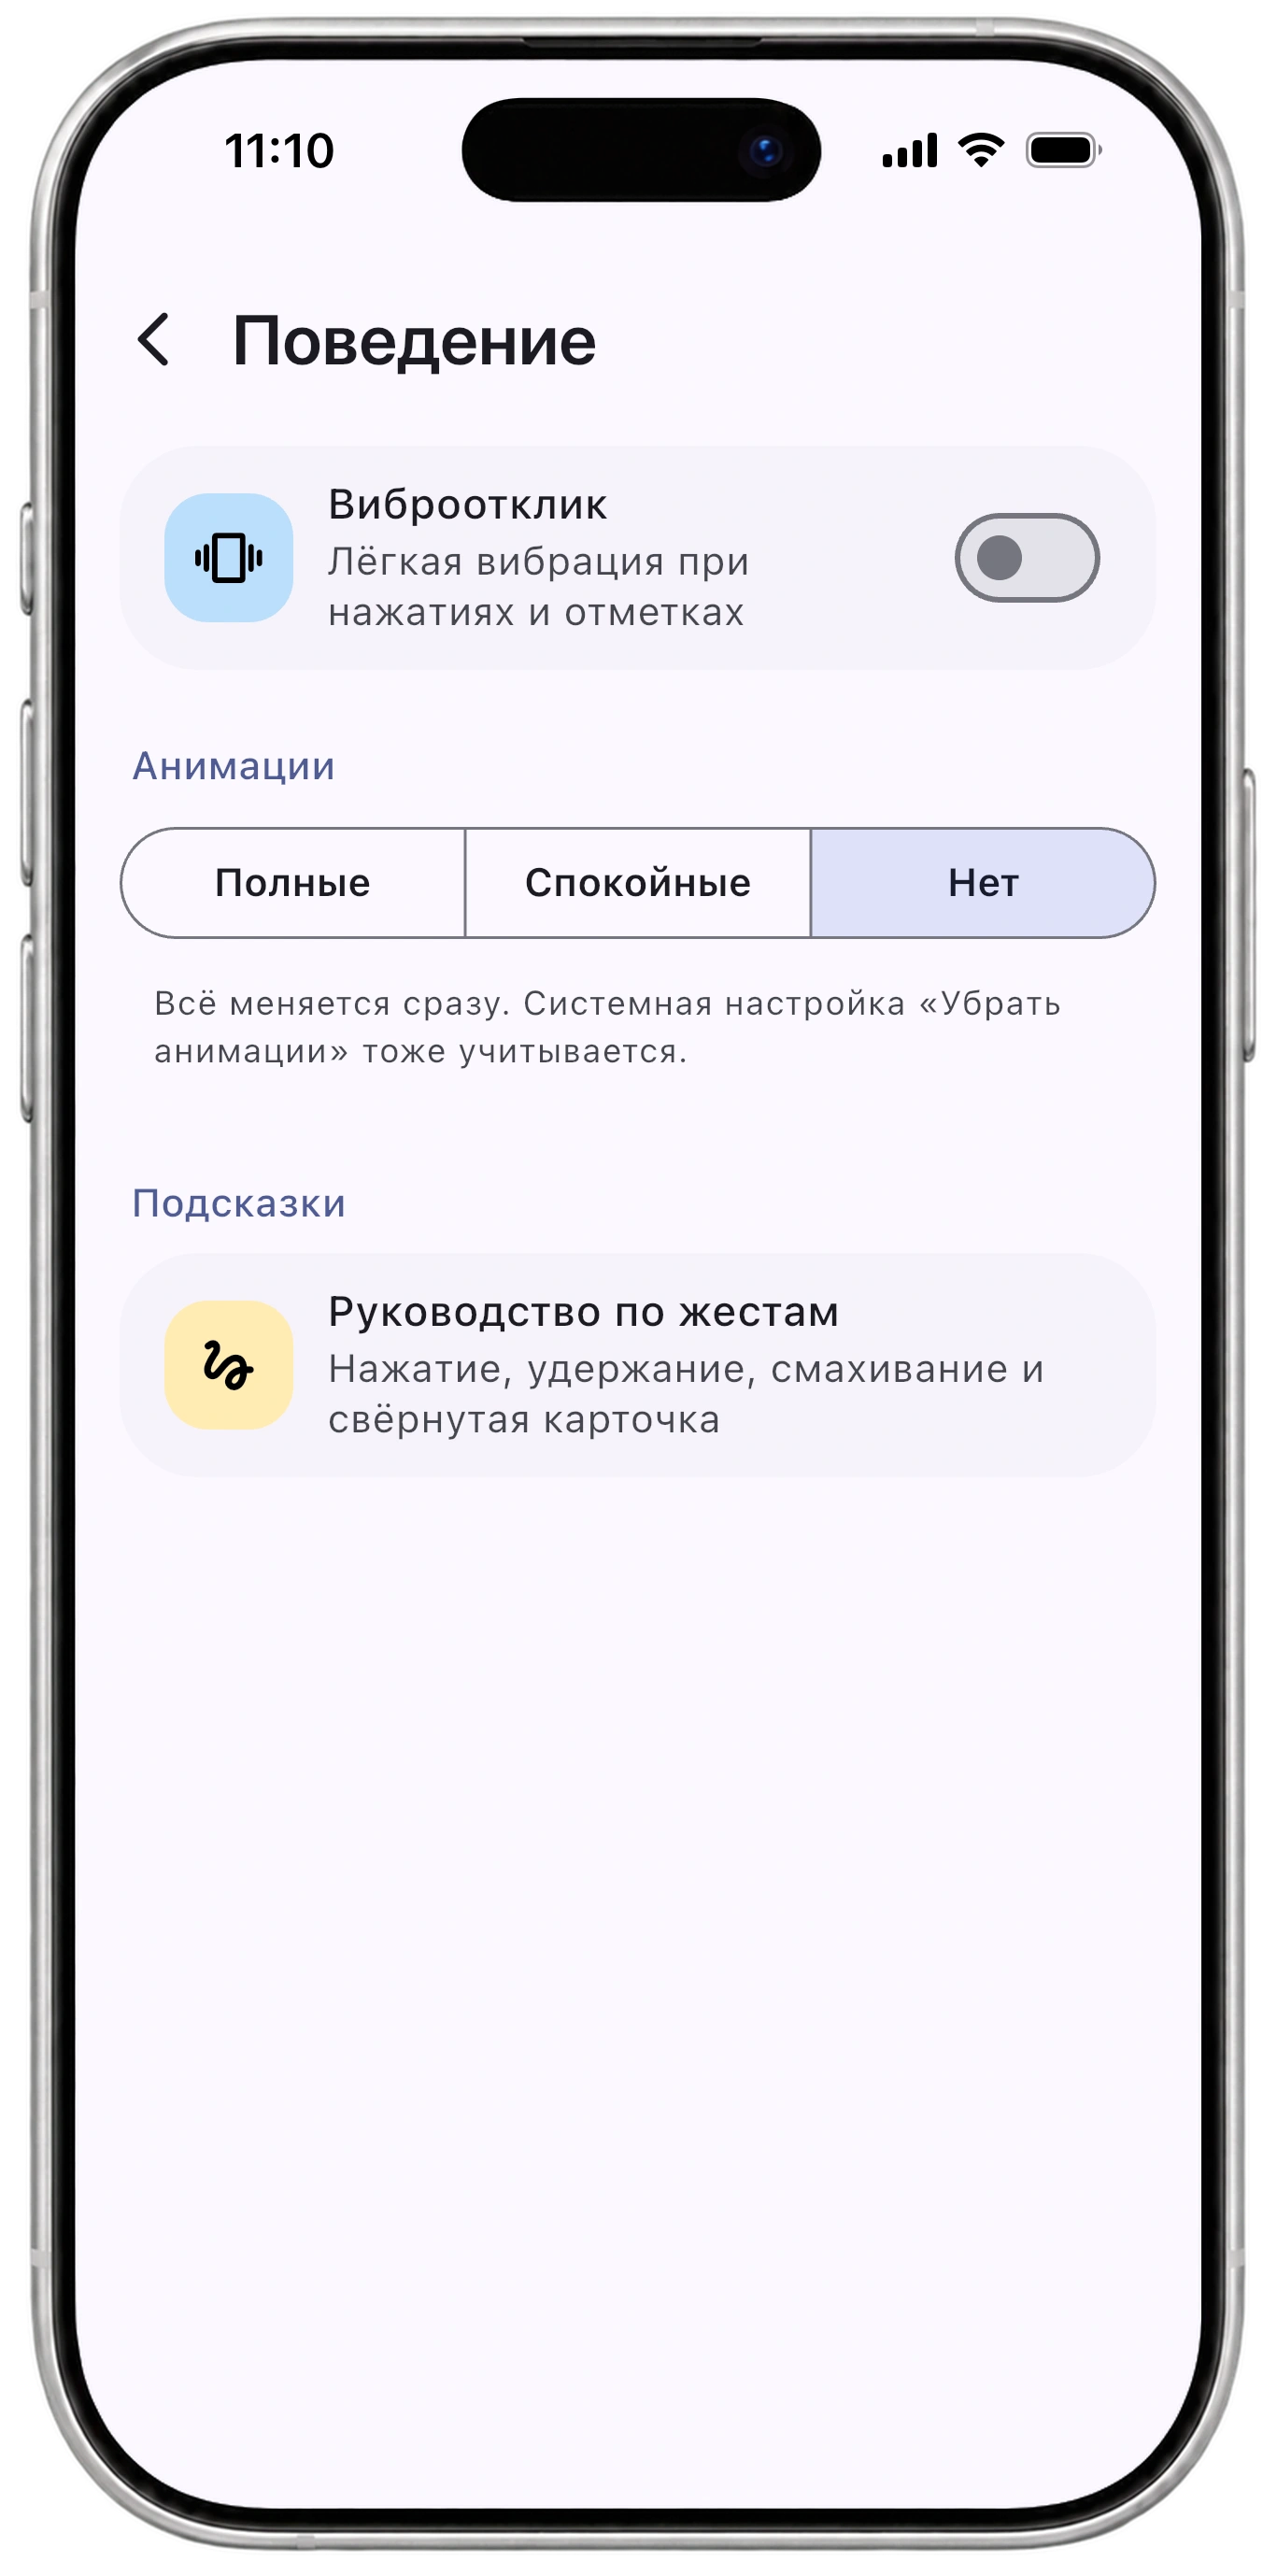 11:10
Поведение
Виброотклик
Лёгкая вибрация при
нажатиях и отметках
Анимации
Полные
Спокойные
Нет
Всё меняется сразу. Системная настройка «Убрать
анимации» тоже учитывается.
Подсказки
Руководство по жестам
Нажатие, удержание, смахивание и
свёрнутая карточка